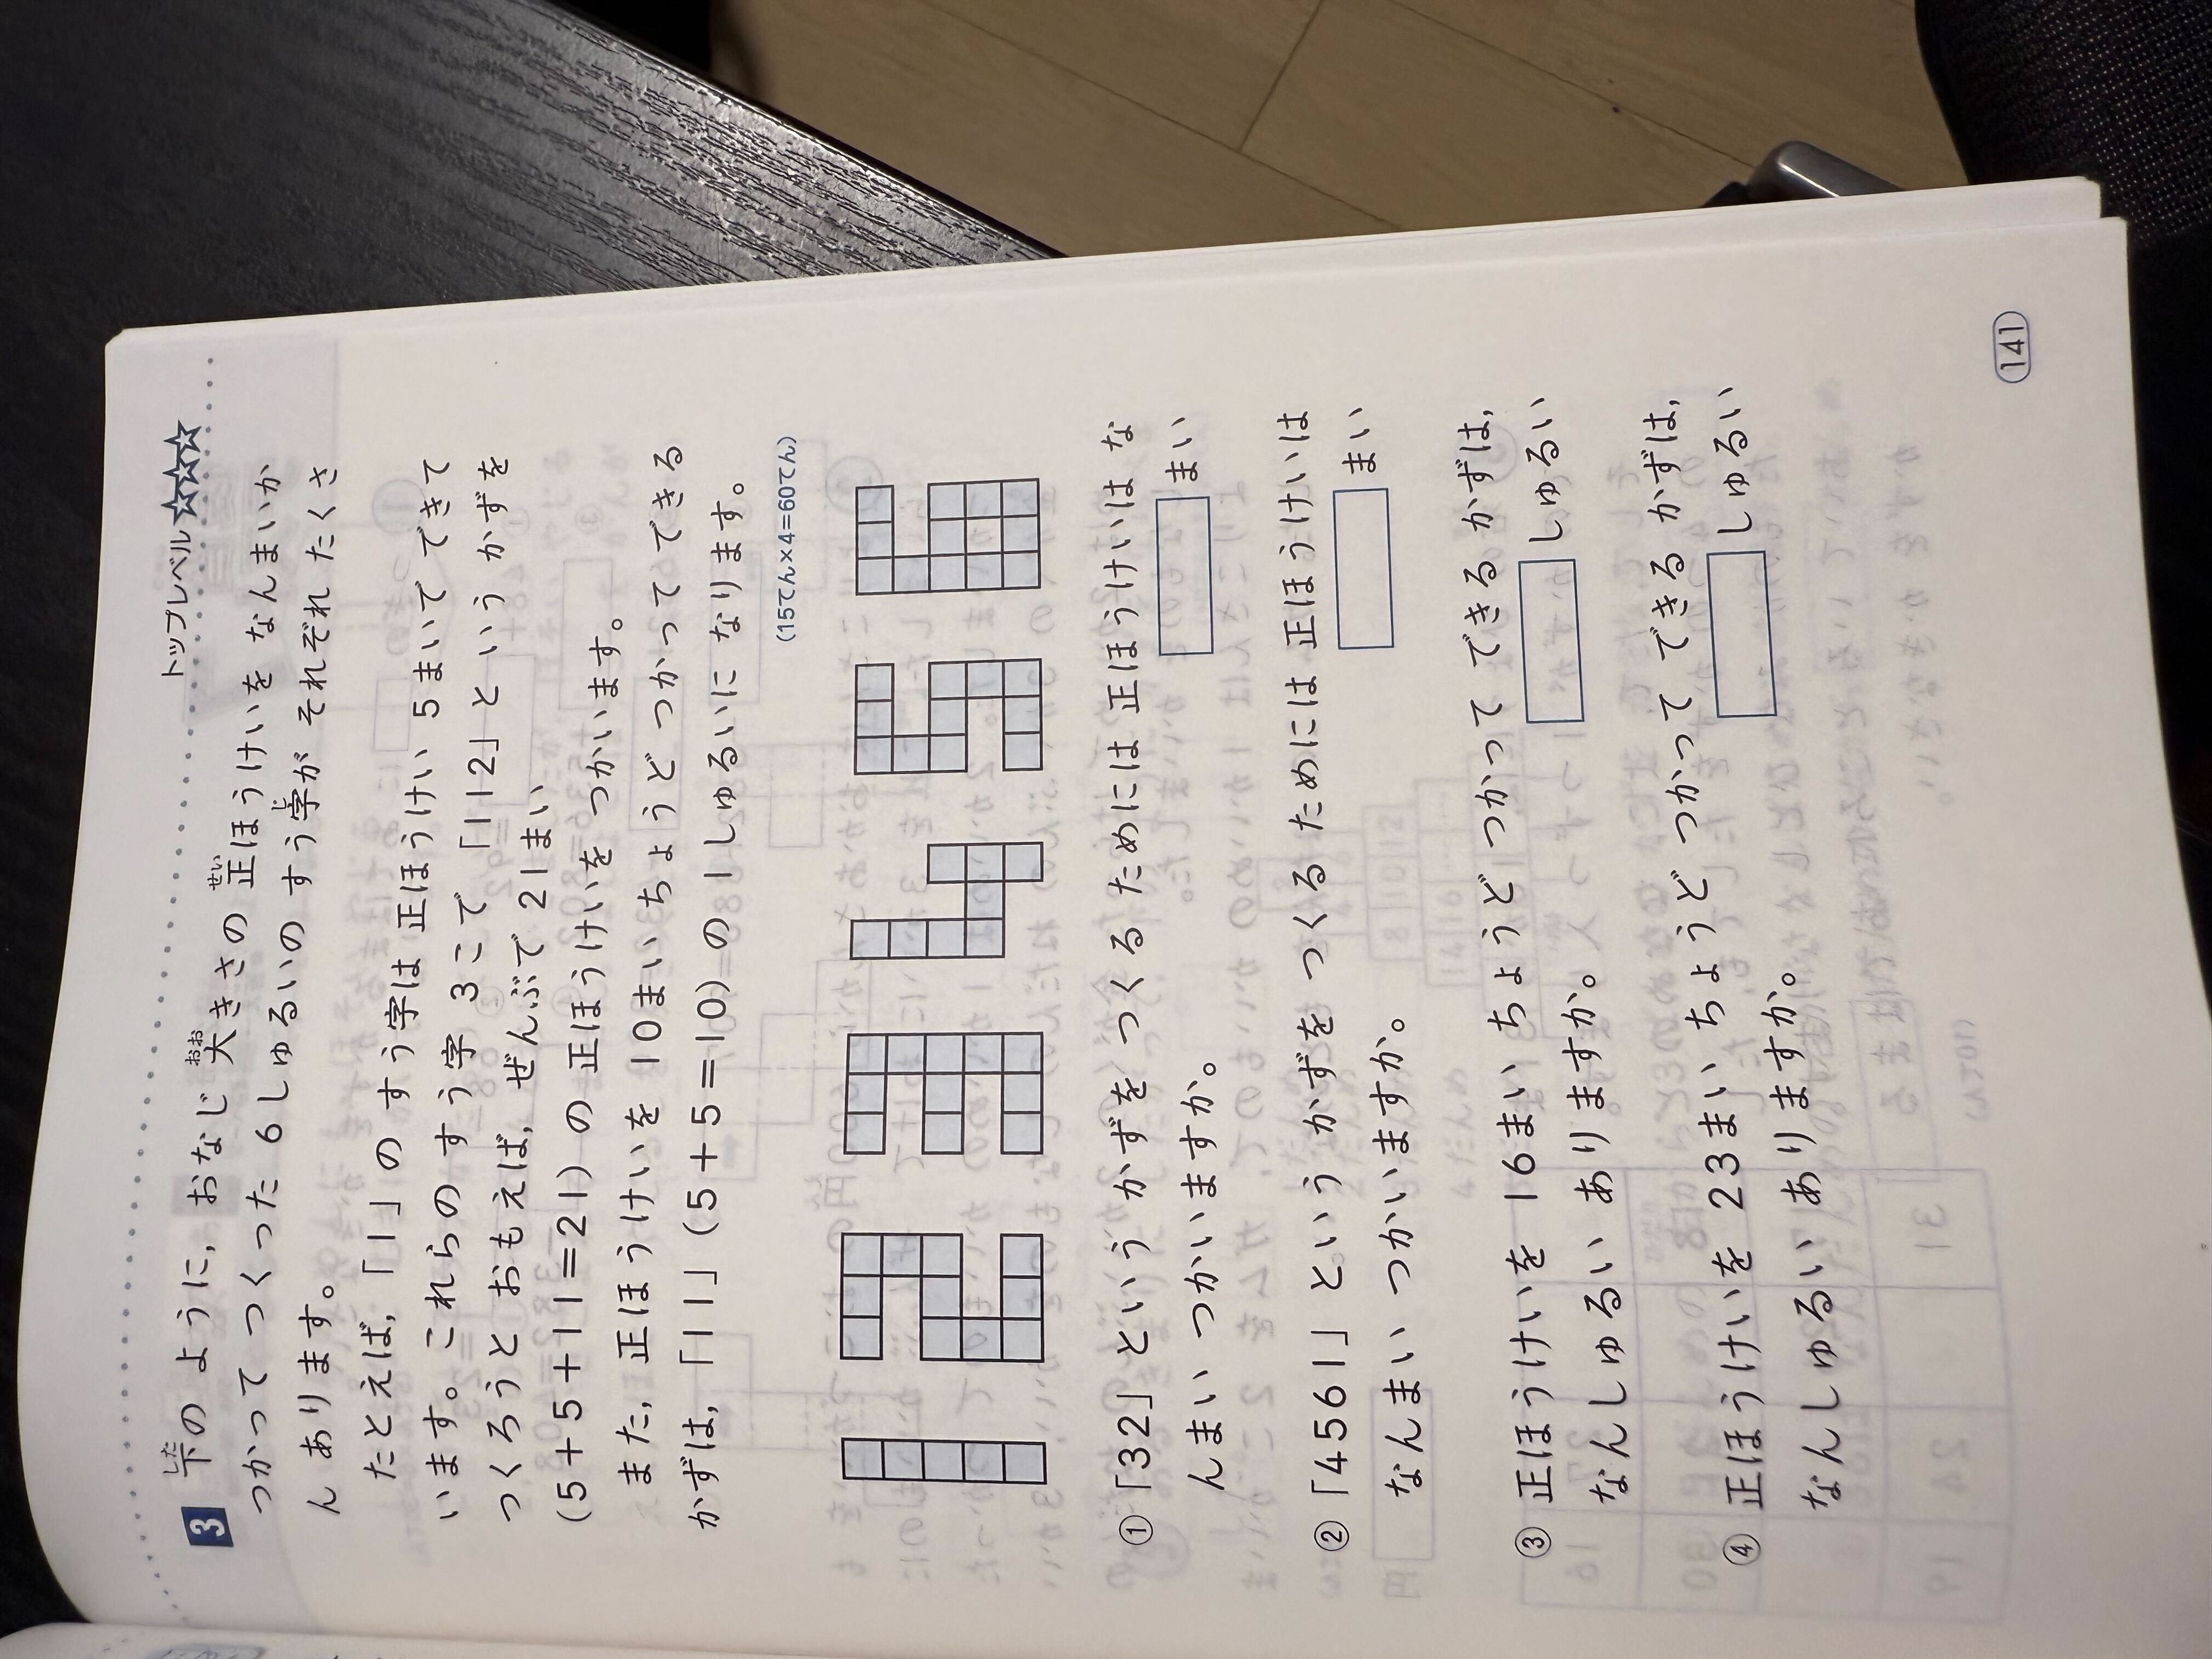 トップレベル ☆☆☆
3 下した の ように, おなじ 大おおきさの 正せいほうけいを なんまいか
つかって つくった 6しゅるいの すう字じが それぞれ たくさ
ん あります。
たとえば, 「1」の すう字は 正ほうけい 5まいで できて
います。これらの すう字 3こで 「112」という かずを
つくろうと おもえば, ぜんぶで 21まい
(5+5+11=21) の 正ほうけいを つかいます。
また, 正ほうけいを 10まい ちょうど つかって できる
かずは, 「11」(5+5=10)の 1しゅるいに なります。
(15てん×4=60てん)
① 「32」という かずを つくる ためには 正ほうけいは な
んまい つかいますか。
まい
② 「4561」という かずを つくる ためには 正ほうけいは
なんまい つかいますか。
まい
③ 正ほうけいを 16まい ちょうど つかって できる かずは,
なんしゅるい ありますか。
しゅるい
④ 正ほうけいを 23まい ちょうど つかって できる かずは,
なんしゅるい ありますか。
しゅるい
141